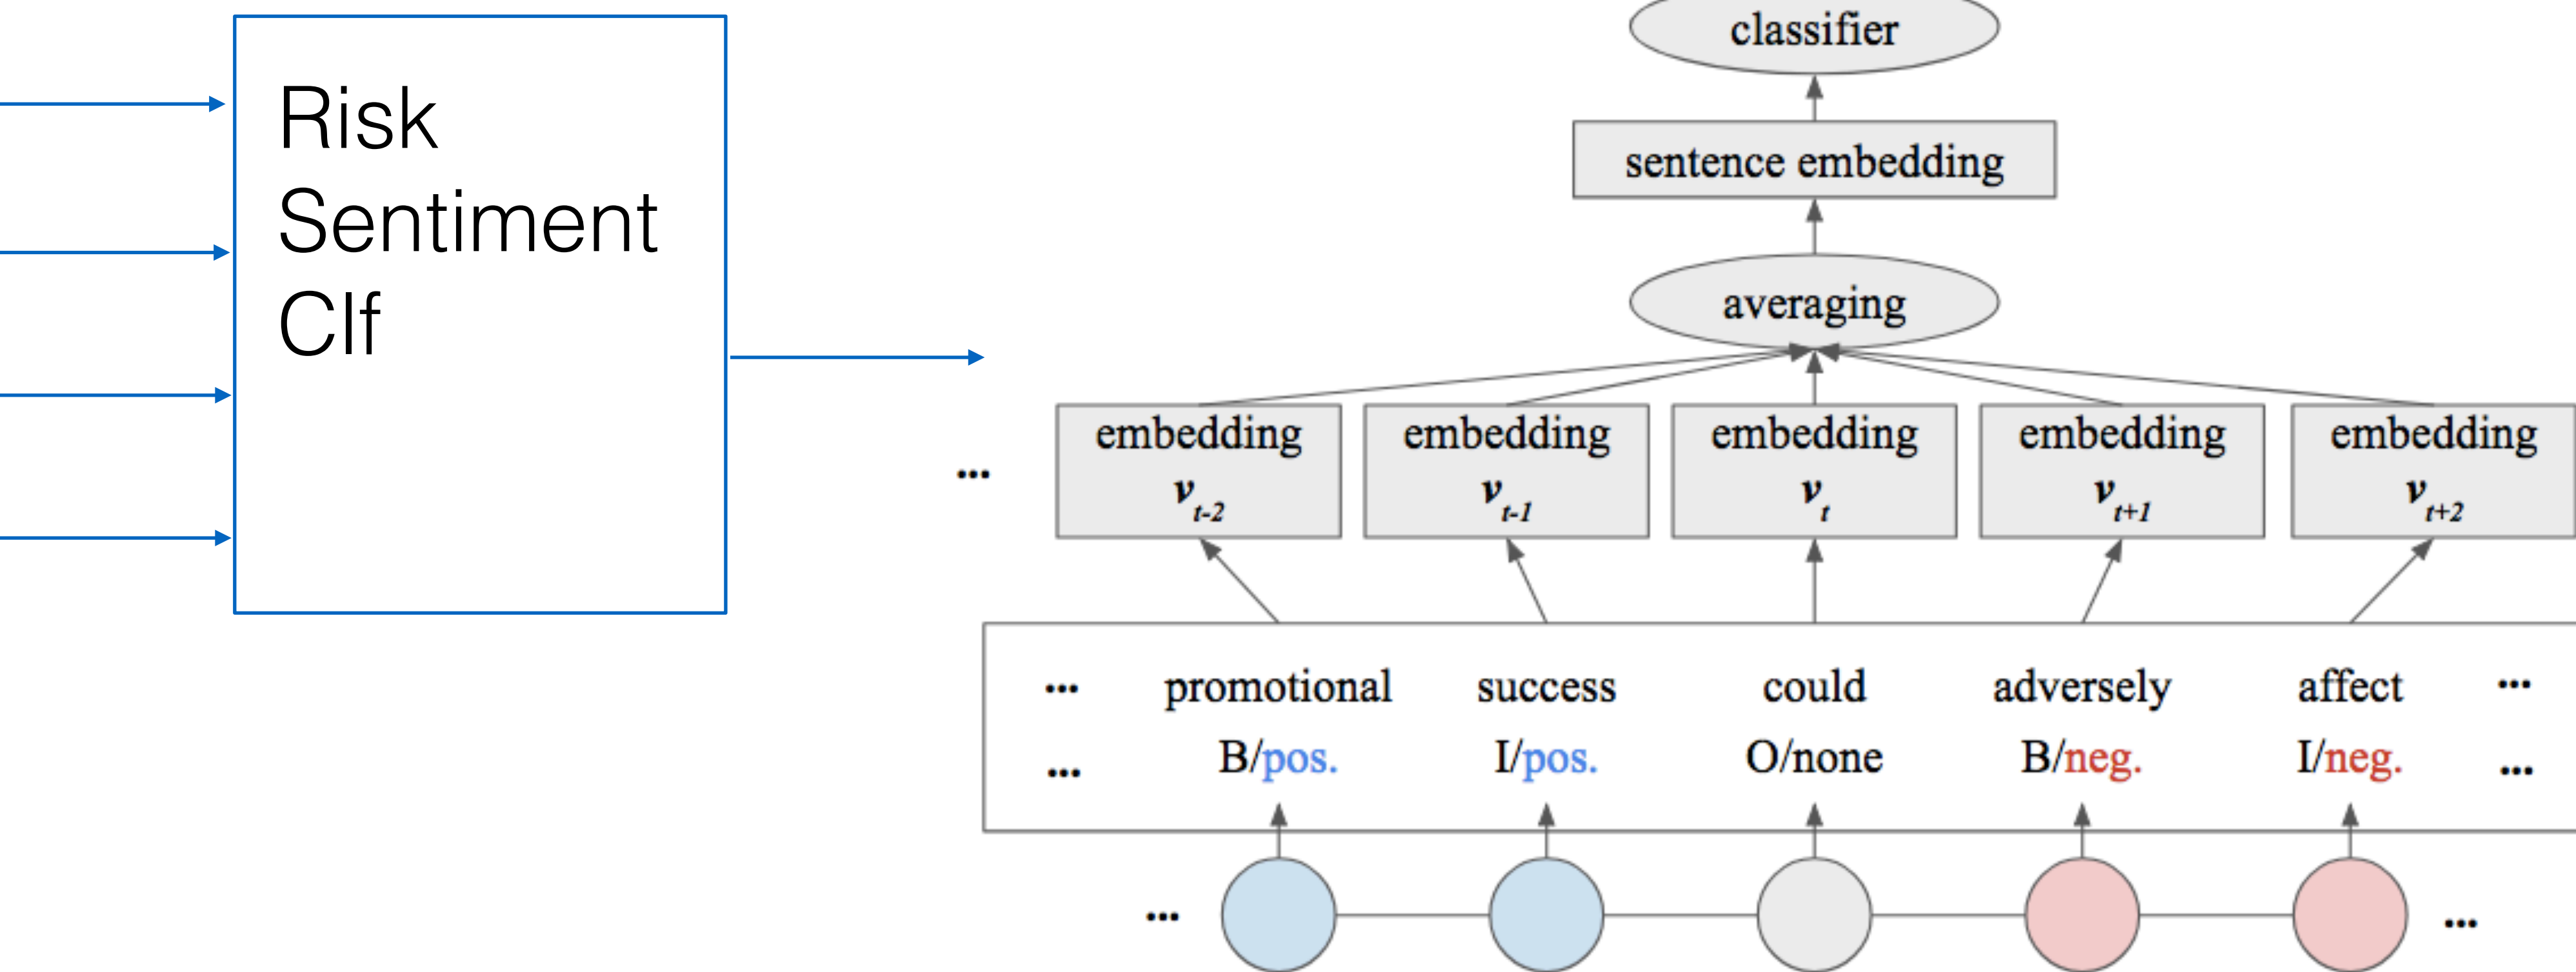 Risk
Sentiment
Clf
classifier
sentence embedding
averaging
... embedding embedding embedding embedding embedding
v t-2 v t-1 v t v t+1 v t+2
... promotional success could adversely affect ...
... B/pos. I/pos. O/none B/neg. I/neg. ...
... ...